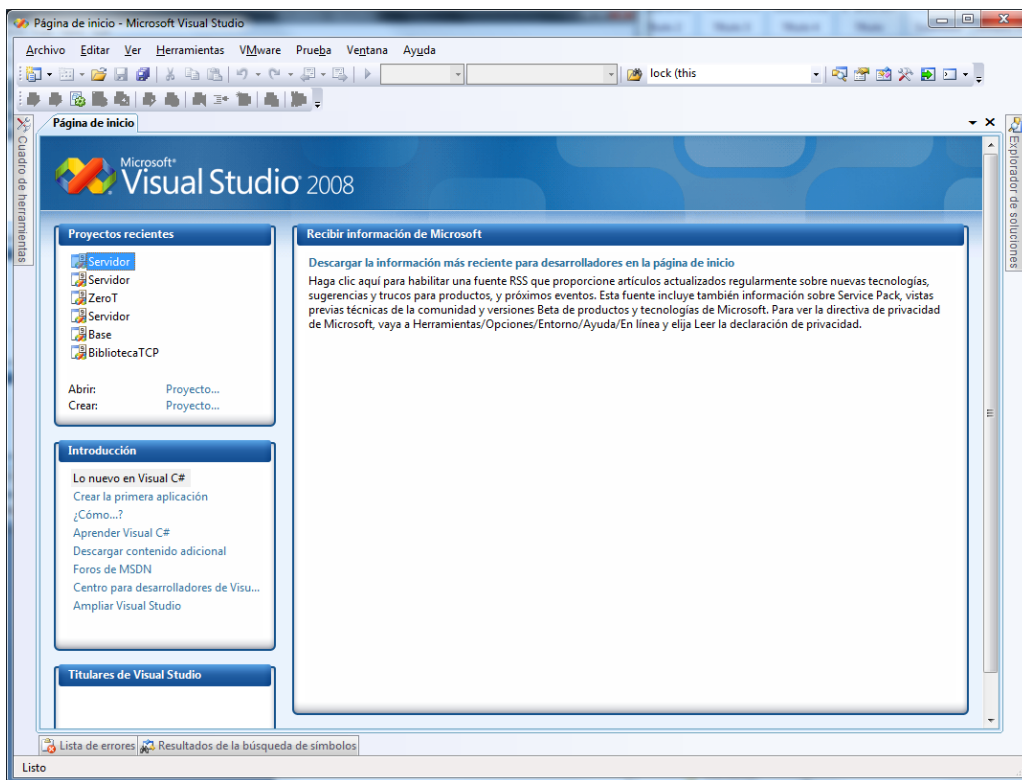 Página de inicio - Microsoft Visual Studio
Archivo Editar Ver Herramientas VMware Prueba Ventana Ayuda
lock (this
Página de inicio
Cuadro de herramientas
Explorador de soluciones
Microsoft®
Visual Studio® 2008
Proyectos recientes
Servidor
Servidor
ZeroT
Servidor
Base
BibliotecaTCP
Abrir: Proyecto...
Crear: Proyecto...
Introducción
Lo nuevo en Visual C#
Crear la primera aplicación
¿Cómo...?
Aprender Visual C#
Descargar contenido adicional
Foros de MSDN
Centro para desarrolladores de Visu...
Ampliar Visual Studio
Titulares de Visual Studio
Recibir información de Microsoft
Descargar la información más reciente para desarrolladores en la página de inicio
Haga clic aquí para habilitar una fuente RSS que proporcione artículos actualizados regularmente sobre nuevas tecnologías,
sugerencias y trucos para productos, y próximos eventos. Esta fuente incluye también información sobre Service Pack, vistas
previas técnicas de la comunidad y versiones Beta de productos y tecnologías de Microsoft. Para ver la directiva de privacidad
de Microsoft, vaya a Herramientas/Opciones/Entorno/Ayuda/En línea y elija Leer la declaración de privacidad.
Lista de errores
Resultados de la búsqueda de símbolos
Listo